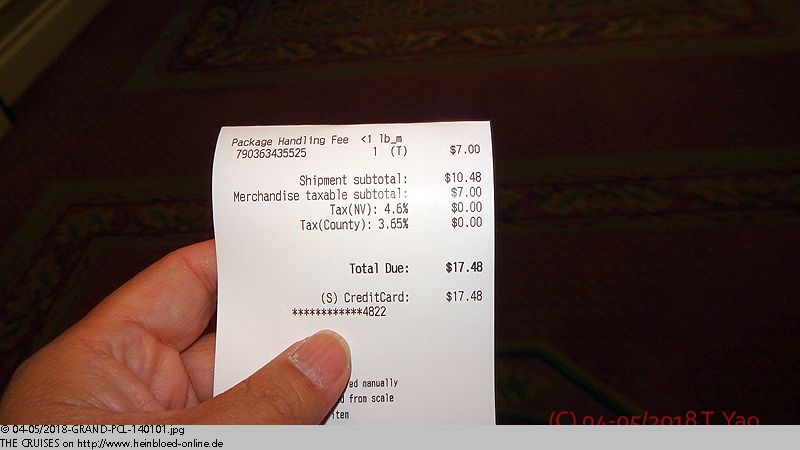 Package Handling Fee <1 lb_m
790363435525 1 (T) $7.00
Shipment subtotal: $10.48
Merchandise taxable subtotal: $7.00
Tax(NV): 4.6% $0.00
Tax(County): 3.65% $0.00
Total Due: $17.48
(S) CreditCard: $17.48
************4822
ed manually
from scale
(C) 04-05/2018 T. Yao
© 04-05/2018-GRAND-PCL-140101.jpg
THE CRUISES on http://www.heinbloed-online.de